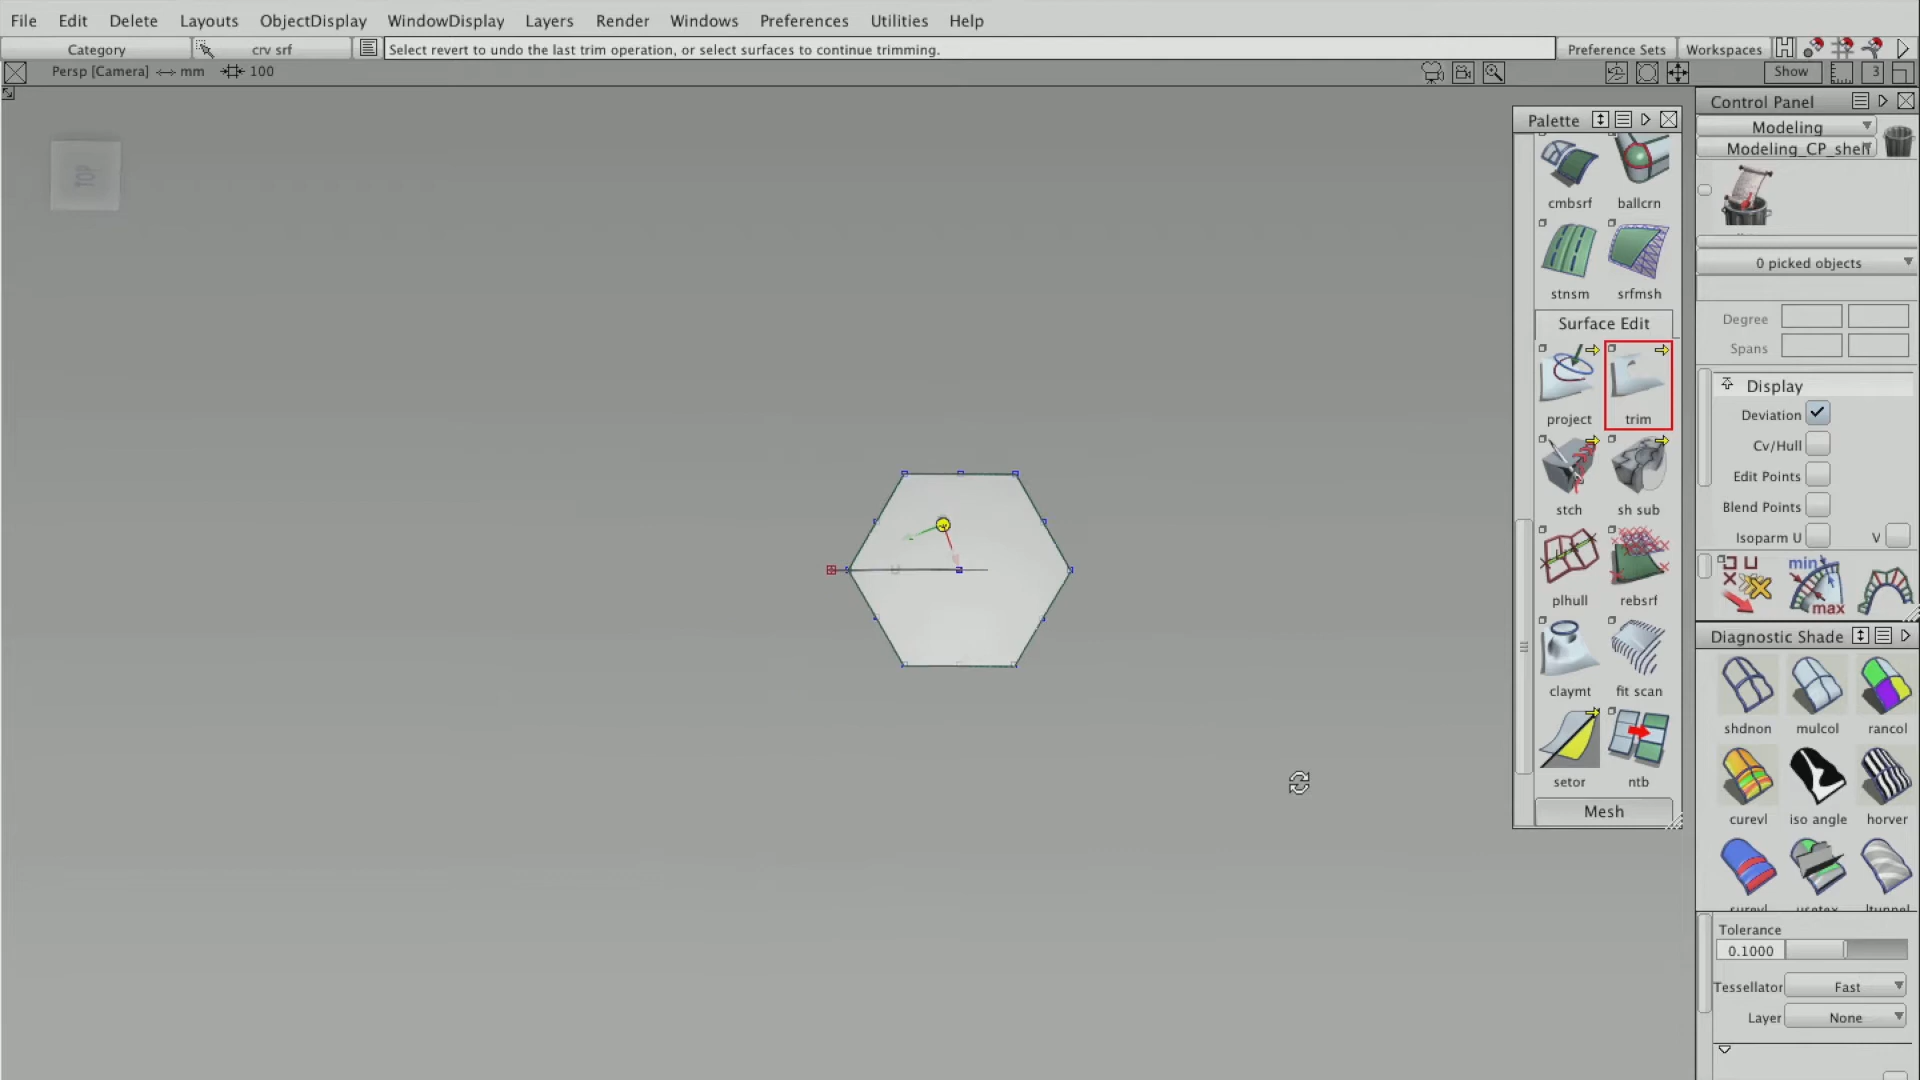 File Edit Delete Layouts ObjectDisplay WindowDisplay Layers Render Windows Preferences Utilities Help
Category
crv srf
Select revert to undo the last trim operation, or select surfaces to continue trimming.
Preference Sets
Workspaces
Persp [Camera] mm 100
Show
3
TOP
Palette
cmbsrf
ballcrn
stnsm
srfmsh
Surface Edit
project
trim
stch
sh sub
plhull
rebsrf
claymt
fit scan
setor
ntb
Mesh
Control Panel
Modeling
Modeling_CP_shelf
0 picked objects
Degree
Spans
Display
Deviation
Cv/Hull
Edit Points
Blend Points
Isoparm U
V
min
max
Diagnostic Shade
shdnon
mulcol
rancol
curevl
iso angle
horver
Tolerance
0.1000
Tessellator Fast
Layer None